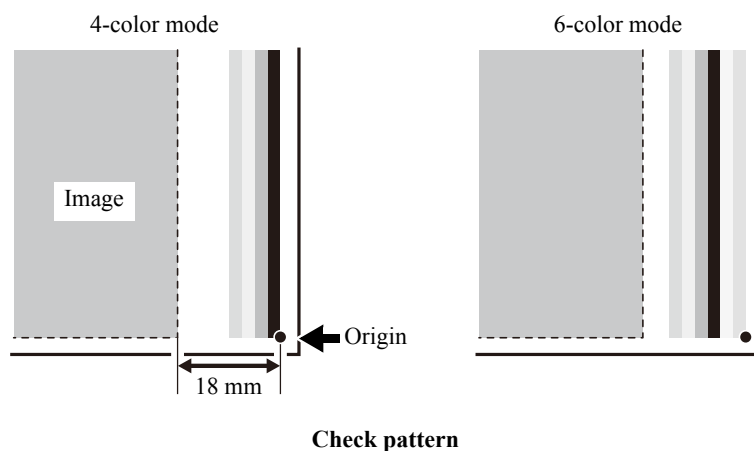 4-color mode
6-color mode
Image
Origin
18 mm
Check pattern